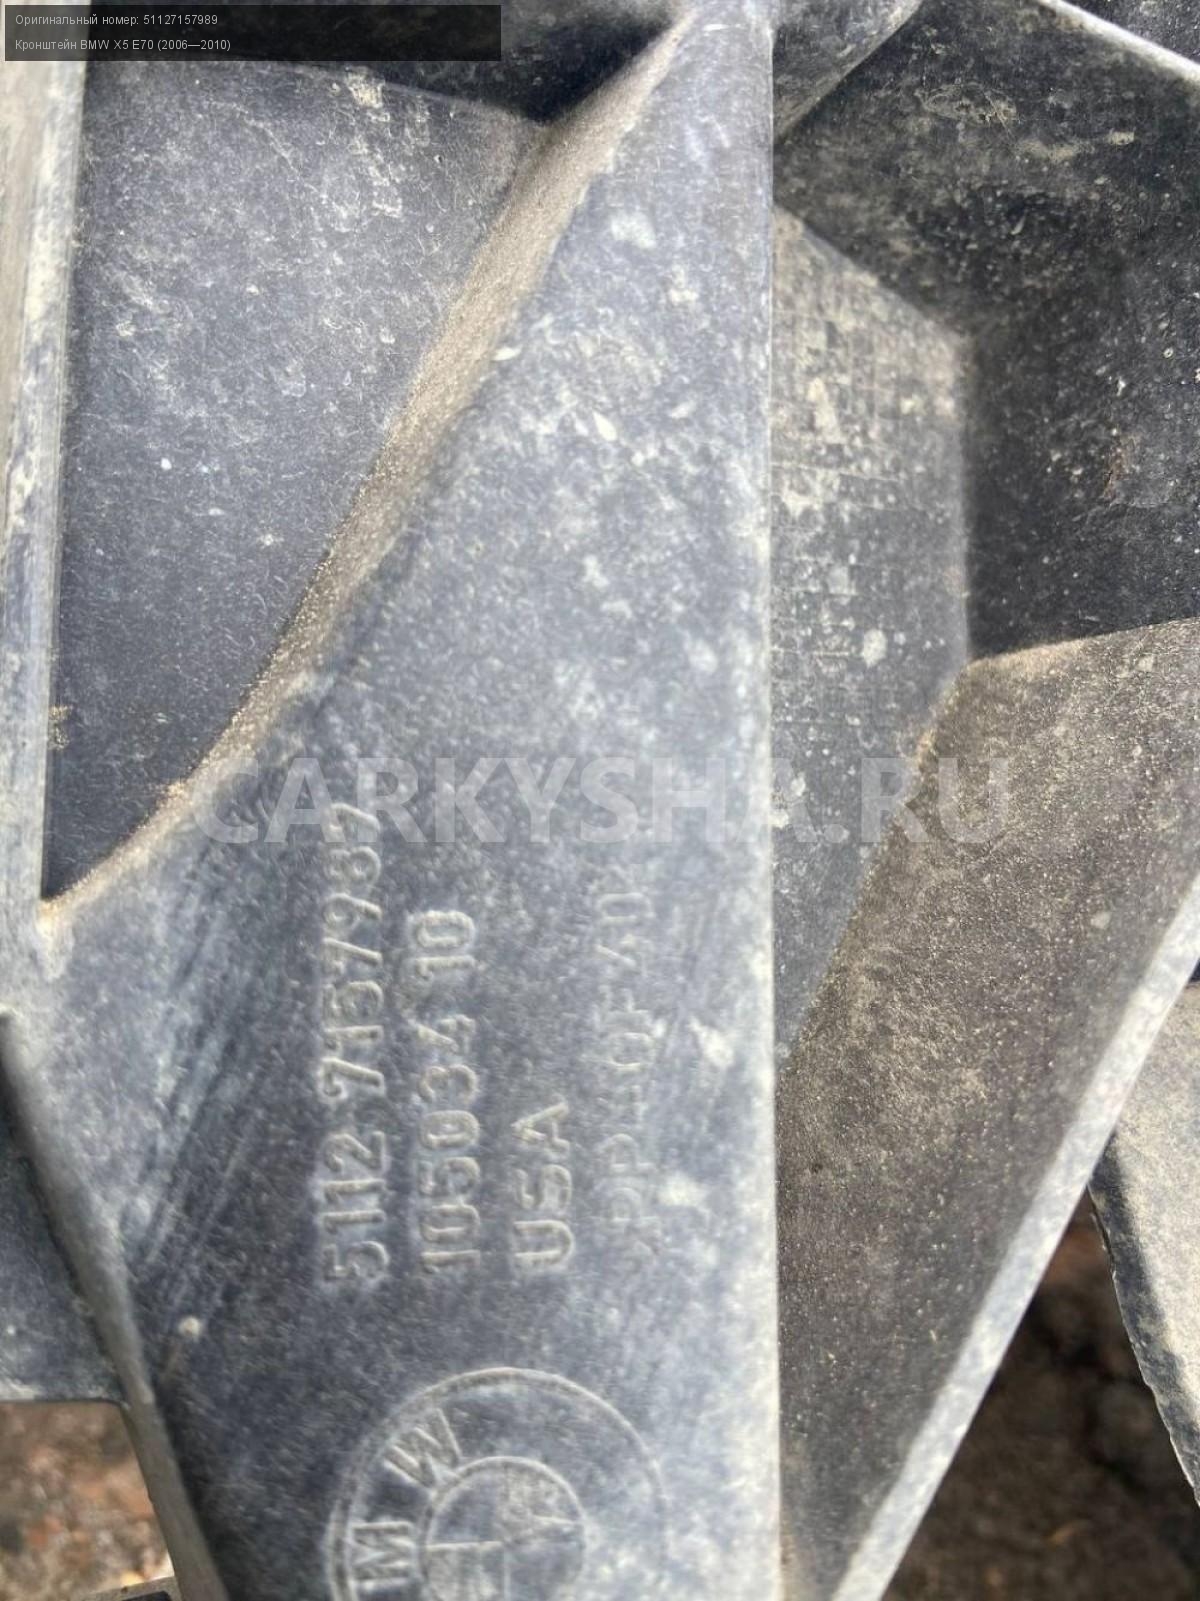 Оригинальный номер: 51127157989
Кронштейн BMW X5 E70 (2006—2010)
CARKYSHA.RU
5112 7157989
10503410
USA
M W